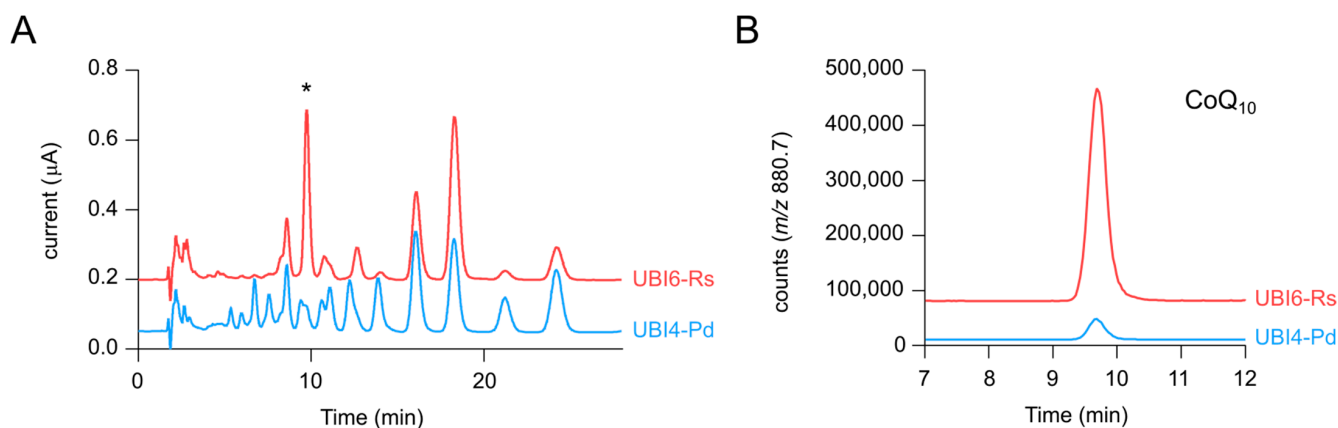 A
0.8
0.6
0.4
0.2
0.0
current (μA)
*
UBI6-Rs
UBI4-Pd
0
10
20
Time (min)
B
500,000
400,000
300,000
200,000
100,000
0
counts (m/z 880.7)
CoQ10
UBI6-Rs
UBI4-Pd
7
8
9
10
11
12
Time (min)